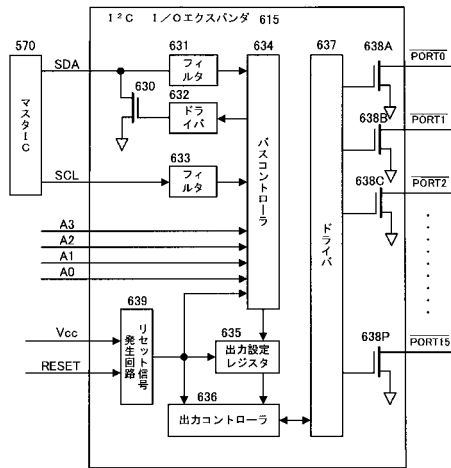 I²C I/Oエクスパンダ 615
570
マスタIC
SDA
630
631
フィルタ
632
ドライバ
634
バスコントローラ
637
ドライバ
638A
PORT0
638B
PORT1
638C
PORT2
SCL
633
フィルタ
A3
A2
A1
A0
639
リセット信号
発生回路
Vcc
RESET
635
出力設定
レジスタ
636
出力コントローラ
638P
PORT15